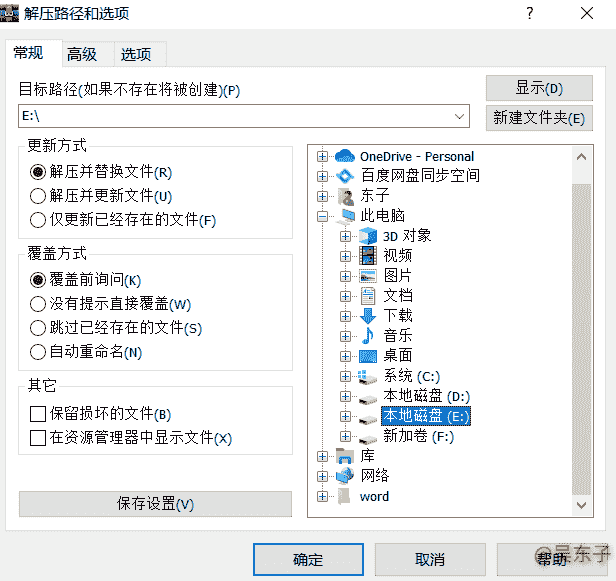 解压路径和选项
常规 高级 选项
目标路径(如果不存在将被创建)(P)
显示(D)
E:\
新建文件夹(E)
更新方式
解压并替换文件(R)
解压并更新文件(U)
仅更新已经存在的文件(F)
覆盖方式
覆盖前询问(K)
没有提示直接覆盖(W)
跳过已经存在的文件(S)
自动重命名(N)
其它
保留损坏的文件(B)
在资源管理器中显示文件(X)
保存设置(V)
OneDrive - Personal
百度网盘同步空间
东子
此电脑
3D 对象
视频
图片
文档
下载
音乐
桌面
系统 (C:)
本地磁盘 (D:)
本地磁盘 (E:)
新加卷 (F:)
库
网络
word
确定
取消
帮助
@吴东子